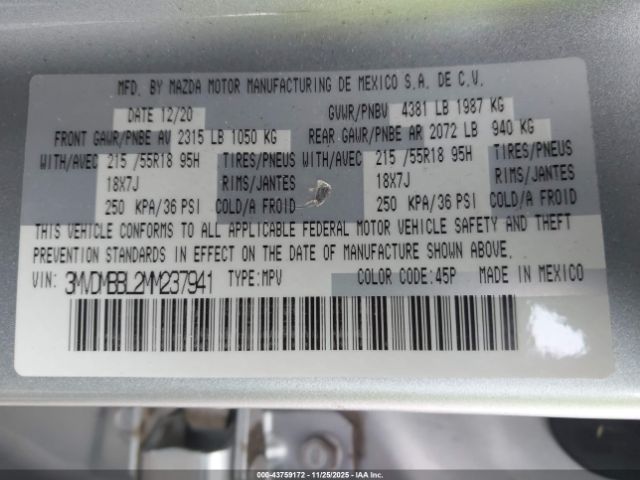 MFD. BY MAZDA MOTOR MANUFACTURING DE MEXICO S.A. DE C.V.
DATE 12/20 GVWR/PNBV 4381 LB 1987 KG
FRONT GAWR/PNBE AV 2315 LB 1050 KG REAR GAWR/PNBE AR 2072 LB 940 KG
WITH/AVEC 215 /55R18 95H TIRES/PNEUS WITH/AVEC 215 /55R18 95H TIRES/PNEUS
18X7J RIMS/JANTES 18X7J RIMS/JANTES
250 KPA/36 PSI COLD/A FROID 250 KPA/36 PSI COLD/A FROID
THIS VEHICLE CONFORMS TO ALL APPLICABLE FEDERAL MOTOR VEHICLE SAFETY AND THEFT
PREVENTION STANDARDS IN EFFECT ON THE DATE OF MANUFACTURE SHOWN ABOVE.
VIN: 3MVDMBBL2MM237941 TYPE:MPV COLOR CODE:45P MADE IN MEXICO
000-43759172 - 11/25/2025 - IAA Inc.